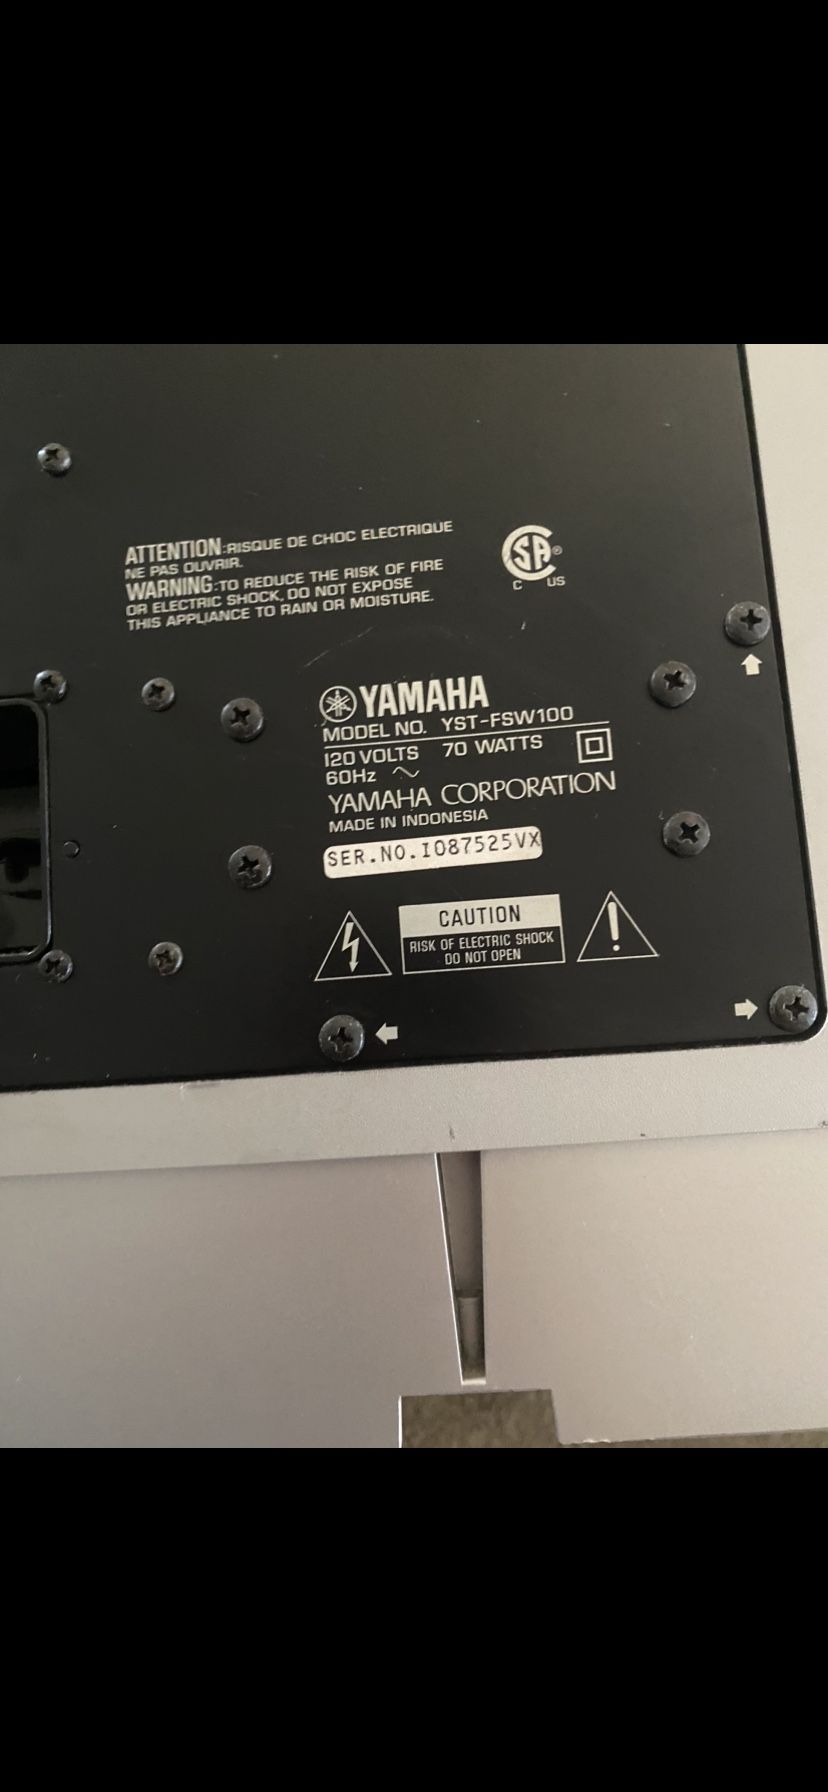 ATTENTION:RISQUE DE CHOC ELECTRIQUE
NE PAS OUVRIR.
WARNING:TO REDUCE THE RISK OF FIRE
OR ELECTRIC SHOCK, DO NOT EXPOSE
THIS APPLIANCE TO RAIN OR MOISTURE.
SA®
C US
YAMAHA
MODEL NO. YST-FSW100
120 VOLTS 70 WATTS
60Hz ~
YAMAHA CORPORATION
MADE IN INDONESIA
SER.NO.I087525VX
CAUTION
RISK OF ELECTRIC SHOCK
DO NOT OPEN